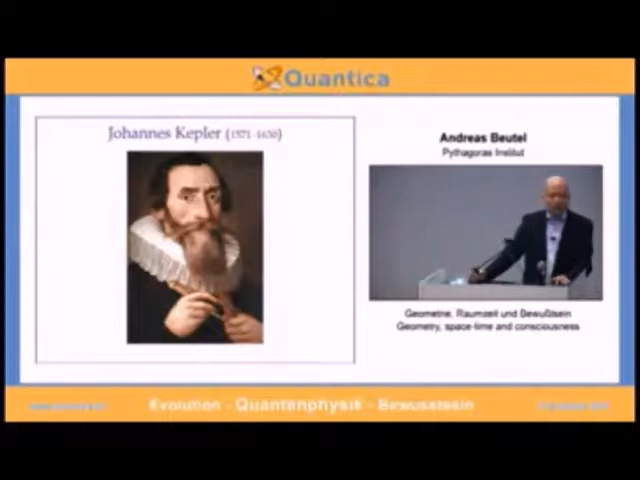 Quantica
Johannes Kepler (1571-1630)
Andreas Beutel
Pythagoras Institut
Geometrie, Raumzeit und Bewußtsein
Geometry, space-time and consciousness
Evolution - Quantenphysik - Bewusstsein